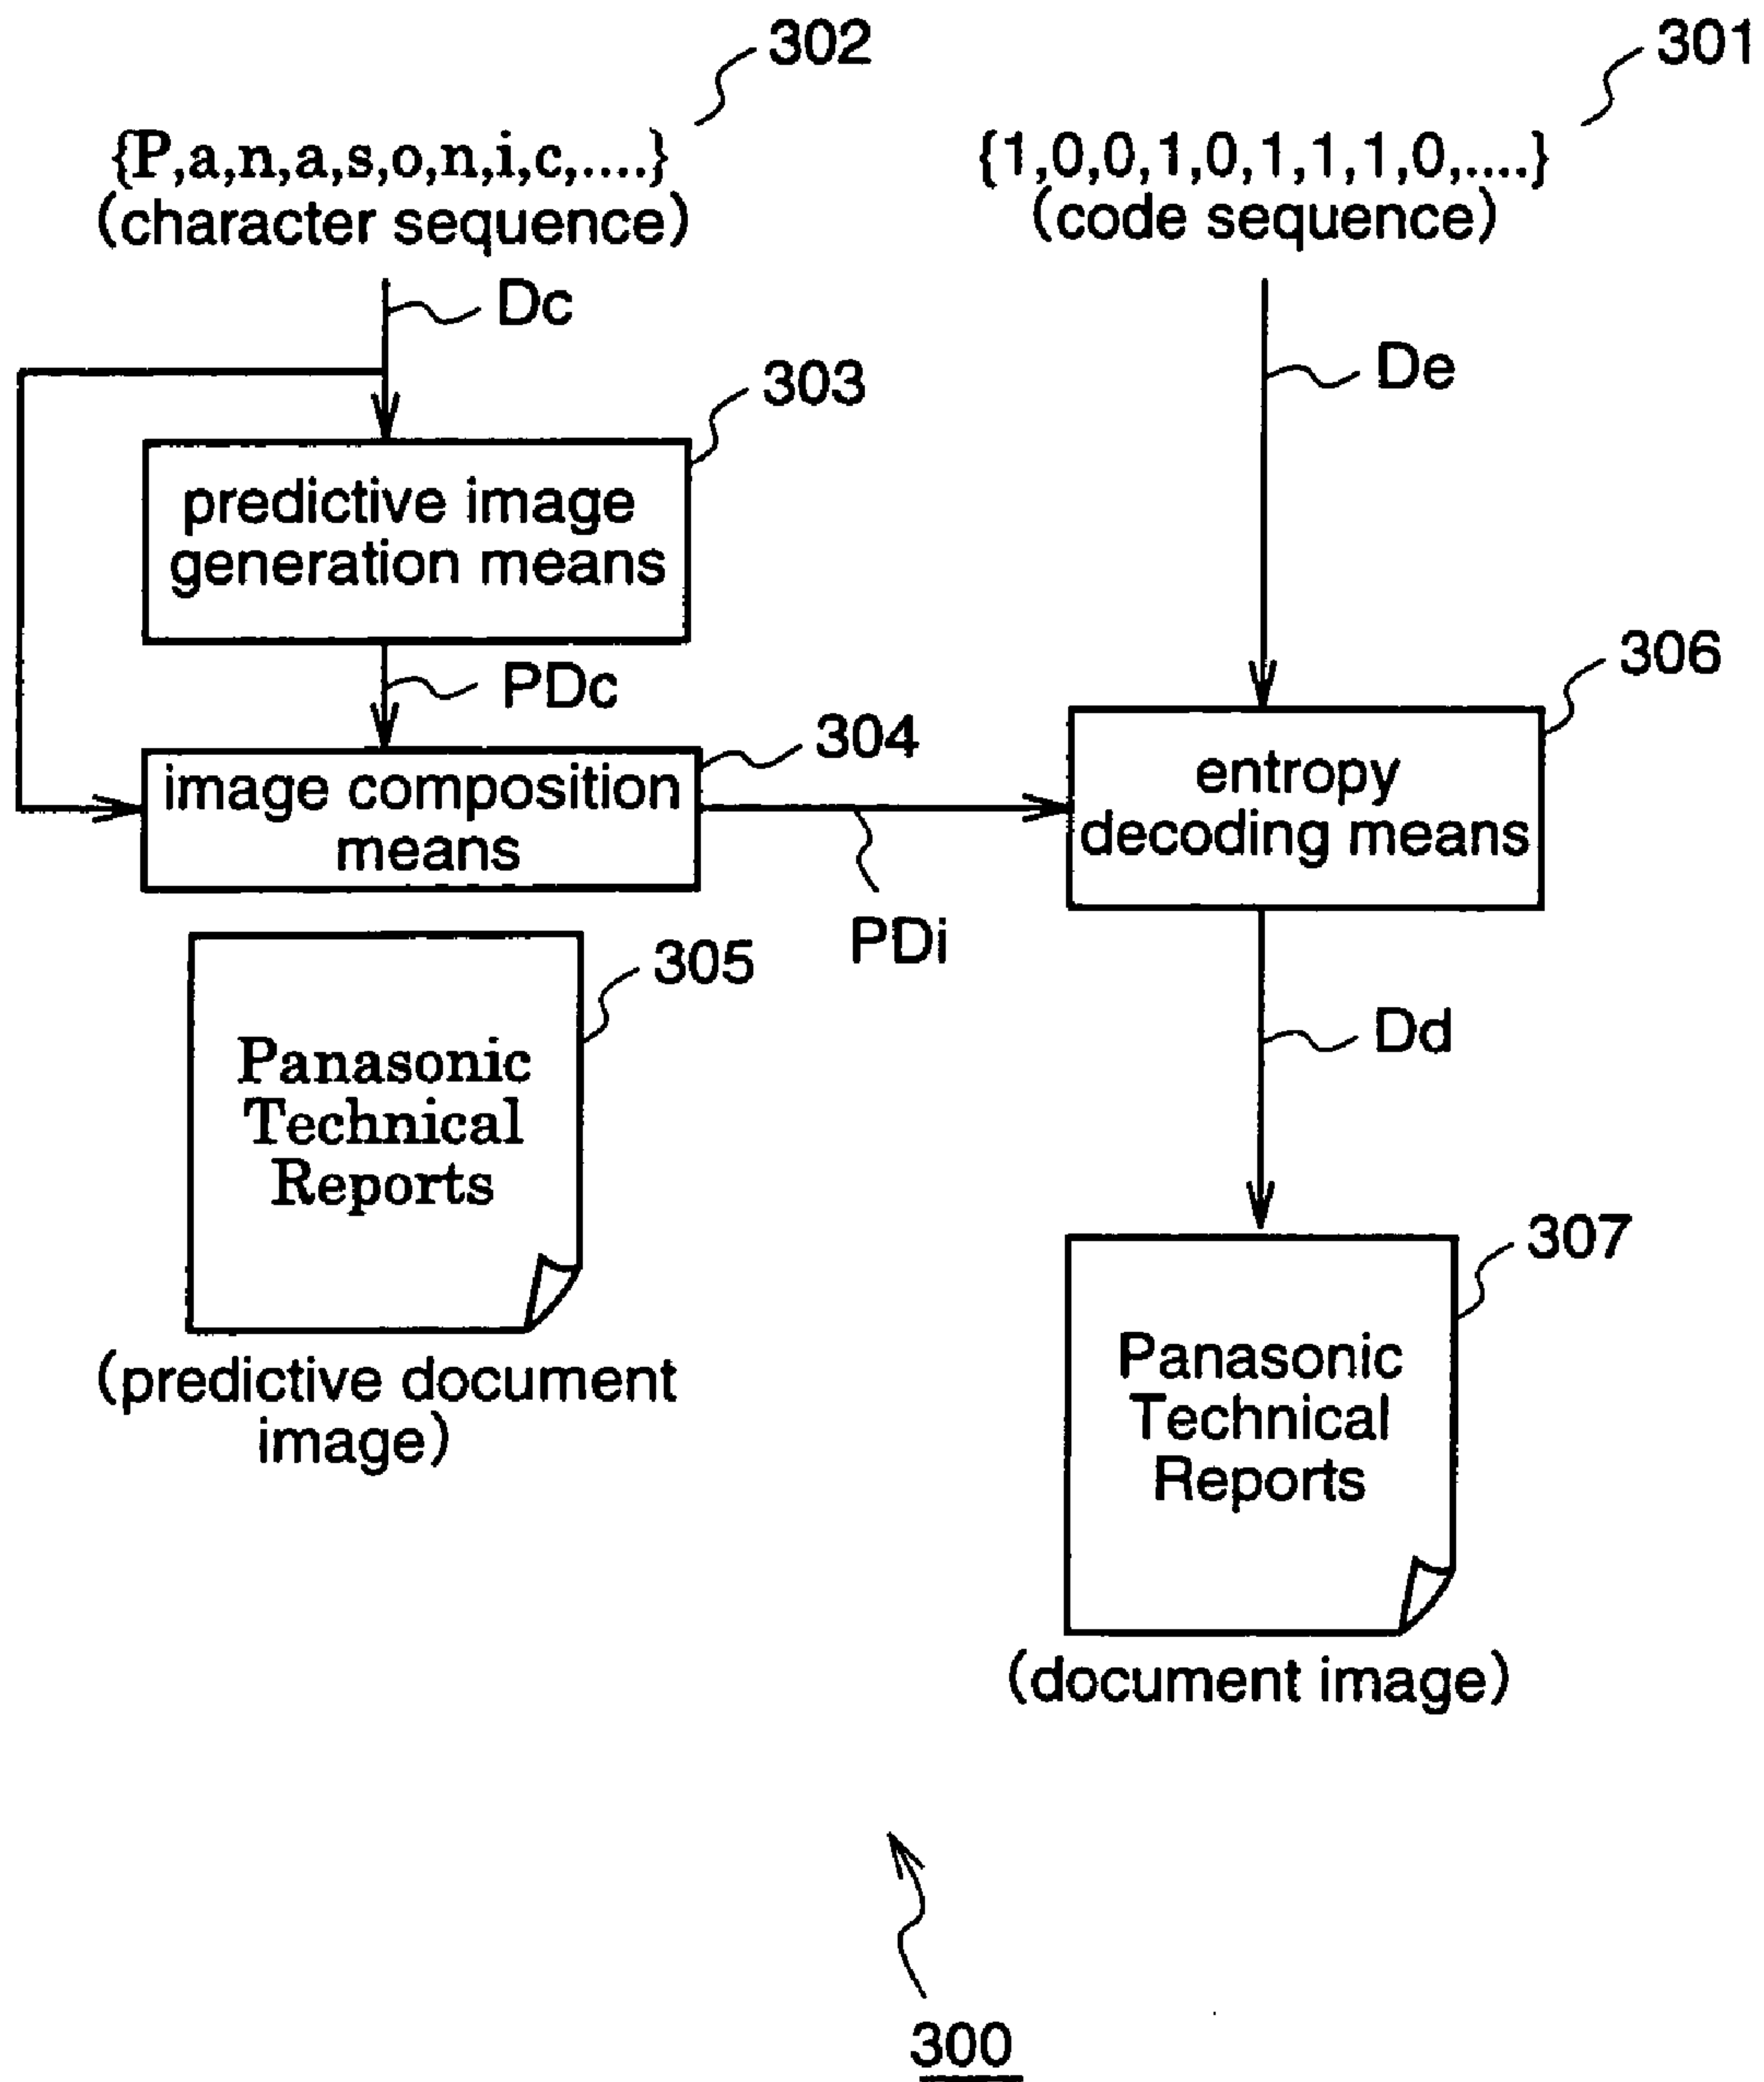 302
301
{P,a,n,a,s,o,n,i,c,....}
(character sequence)
{1,0,0,1,0,1,1,1,0,....}
(code sequence)
Dc
De
303
predictive image
generation means
PDc
304
image composition
means
306
entropy
decoding means
PDi
305
Panasonic
Technical
Reports
(predictive document
image)
Dd
307
Panasonic
Technical
Reports
(document image)
300